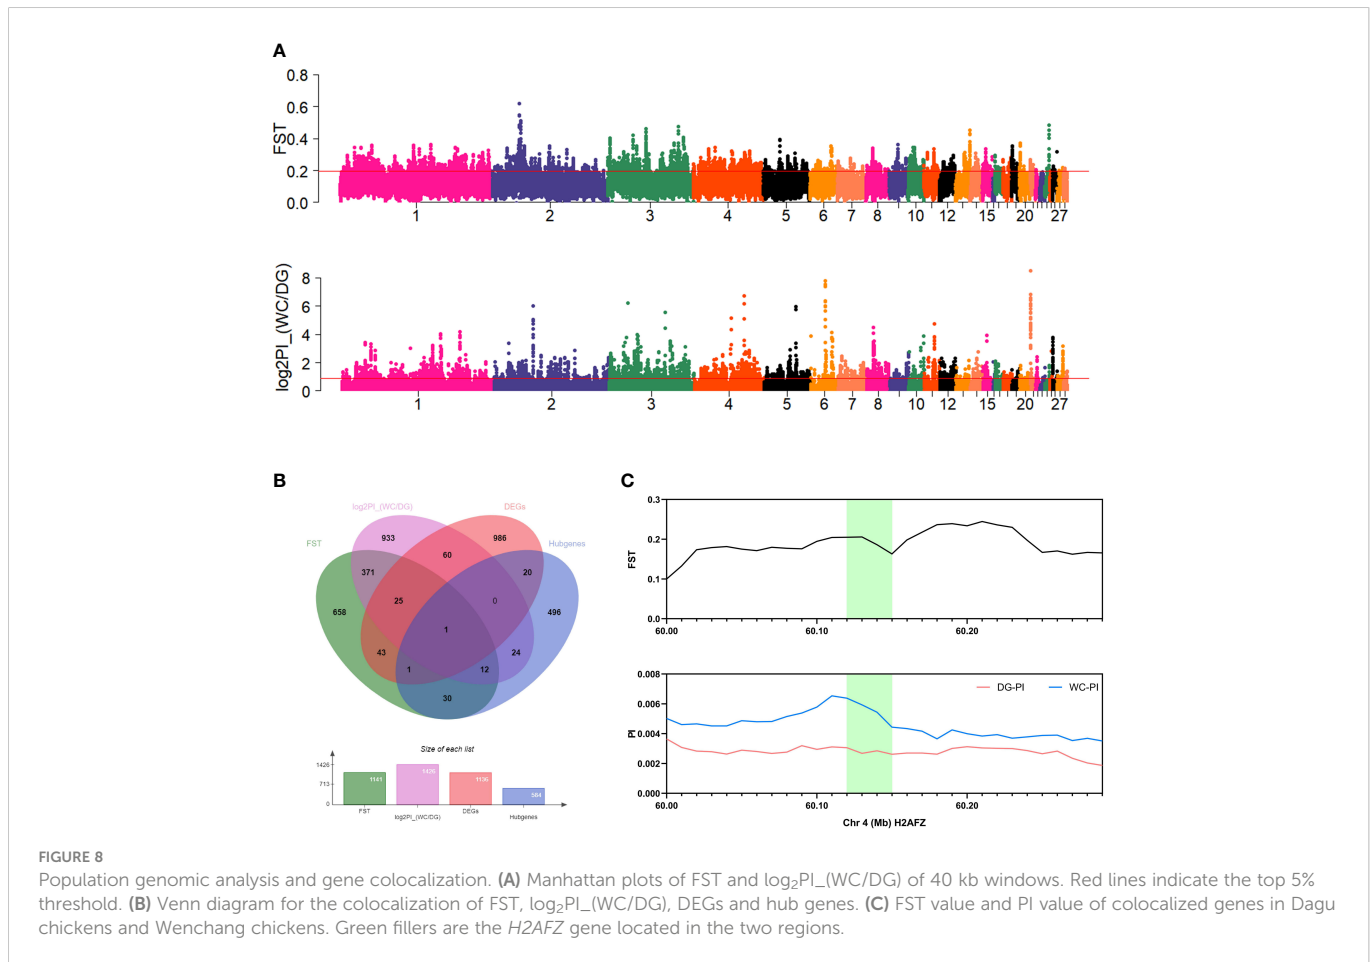 A
0.8
0.6
0.4
0.2
0.0
FST
1 2 3 4 5 6 7 8 10 12 15 20 27
8
6
4
2
0
log2PI_(WC/DG)
1 2 3 4 5 6 7 8 10 12 15 20 27
B
log2PI_(WC/DG) DEGs
FST Hubgenes
933 986
60
371 20
25 0
658 496
1
43 24
1 12
30
Size of each list
1426
713
0
1141 1426 1136 584
FST log2PI_(WC/DG) DEGs Hubgenes
C
0.3
0.2
0.1
0.0
FST
60.00 60.10 60.20
0.008
0.006
0.004
0.002
0.000
PI
DG-PI WC-PI
60.00 60.10 60.20
Chr 4 (Mb) H2AFZ
FIGURE 8
Population genomic analysis and gene colocalization. (A) Manhattan plots of FST and log₂PI_(WC/DG) of 40 kb windows. Red lines indicate the top 5%
threshold. (B) Venn diagram for the colocalization of FST, log₂PI_(WC/DG), DEGs and hub genes. (C) FST value and PI value of colocalized genes in Dagu
chickens and Wenchang chickens. Green fillers are the H2AFZ gene located in the two regions.